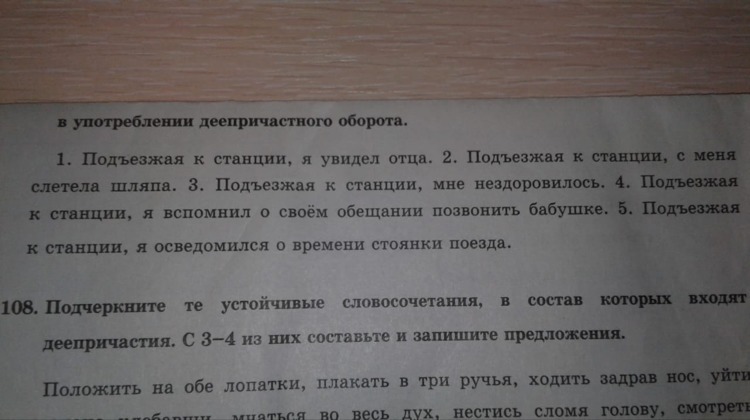 в употреблении деепричастного оборота.
1. Подъезжая к станции, я увидел отца. 2. Подъезжая к станции, с меня
слетела шляпа. 3. Подъезжая к станции, мне нездоровилось. 4. Подъезжая
к станции, я вспомнил о своём обещании позвонить бабушке. 5. Подъезжая
к станции, я осведомился о времени стоянки поезда.
108. Подчеркните те устойчивые словосочетания, в состав которых входят
деепричастия. С 3—4 из них составьте и запишите предложения.
Положить на обе лопатки, плакать в три ручья, ходить задрав нос, уйти
мчаться во весь дух, нестись сломя голову, смотреть